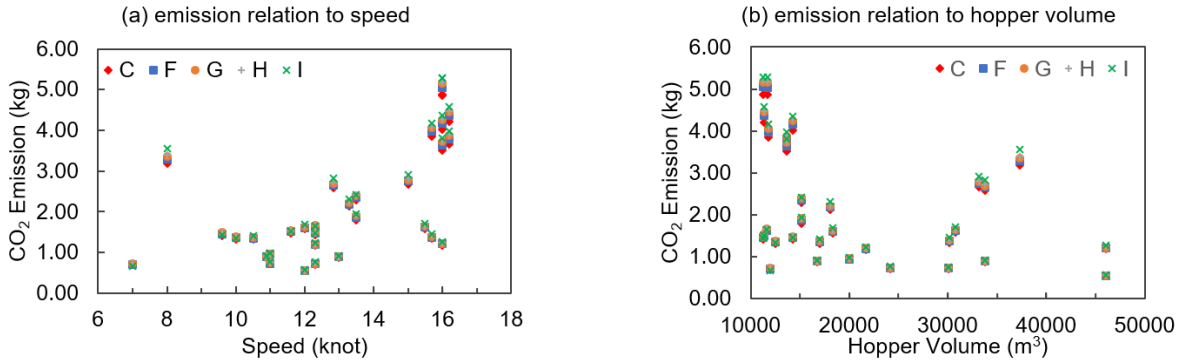 (a) emission relation to speed
6.00
5.00
4.00
3.00
2.00
1.00
0.00
CO₂ Emission (kg)
C F G H I
6 8 10 12 14 16 18
Speed (knot)
(b) emission relation to hopper volume
6.00
5.00
4.00
3.00
2.00
1.00
0.00
CO₂ Emission (kg)
C F G H I
10000 20000 30000 40000 50000
Hopper Volume (m³)